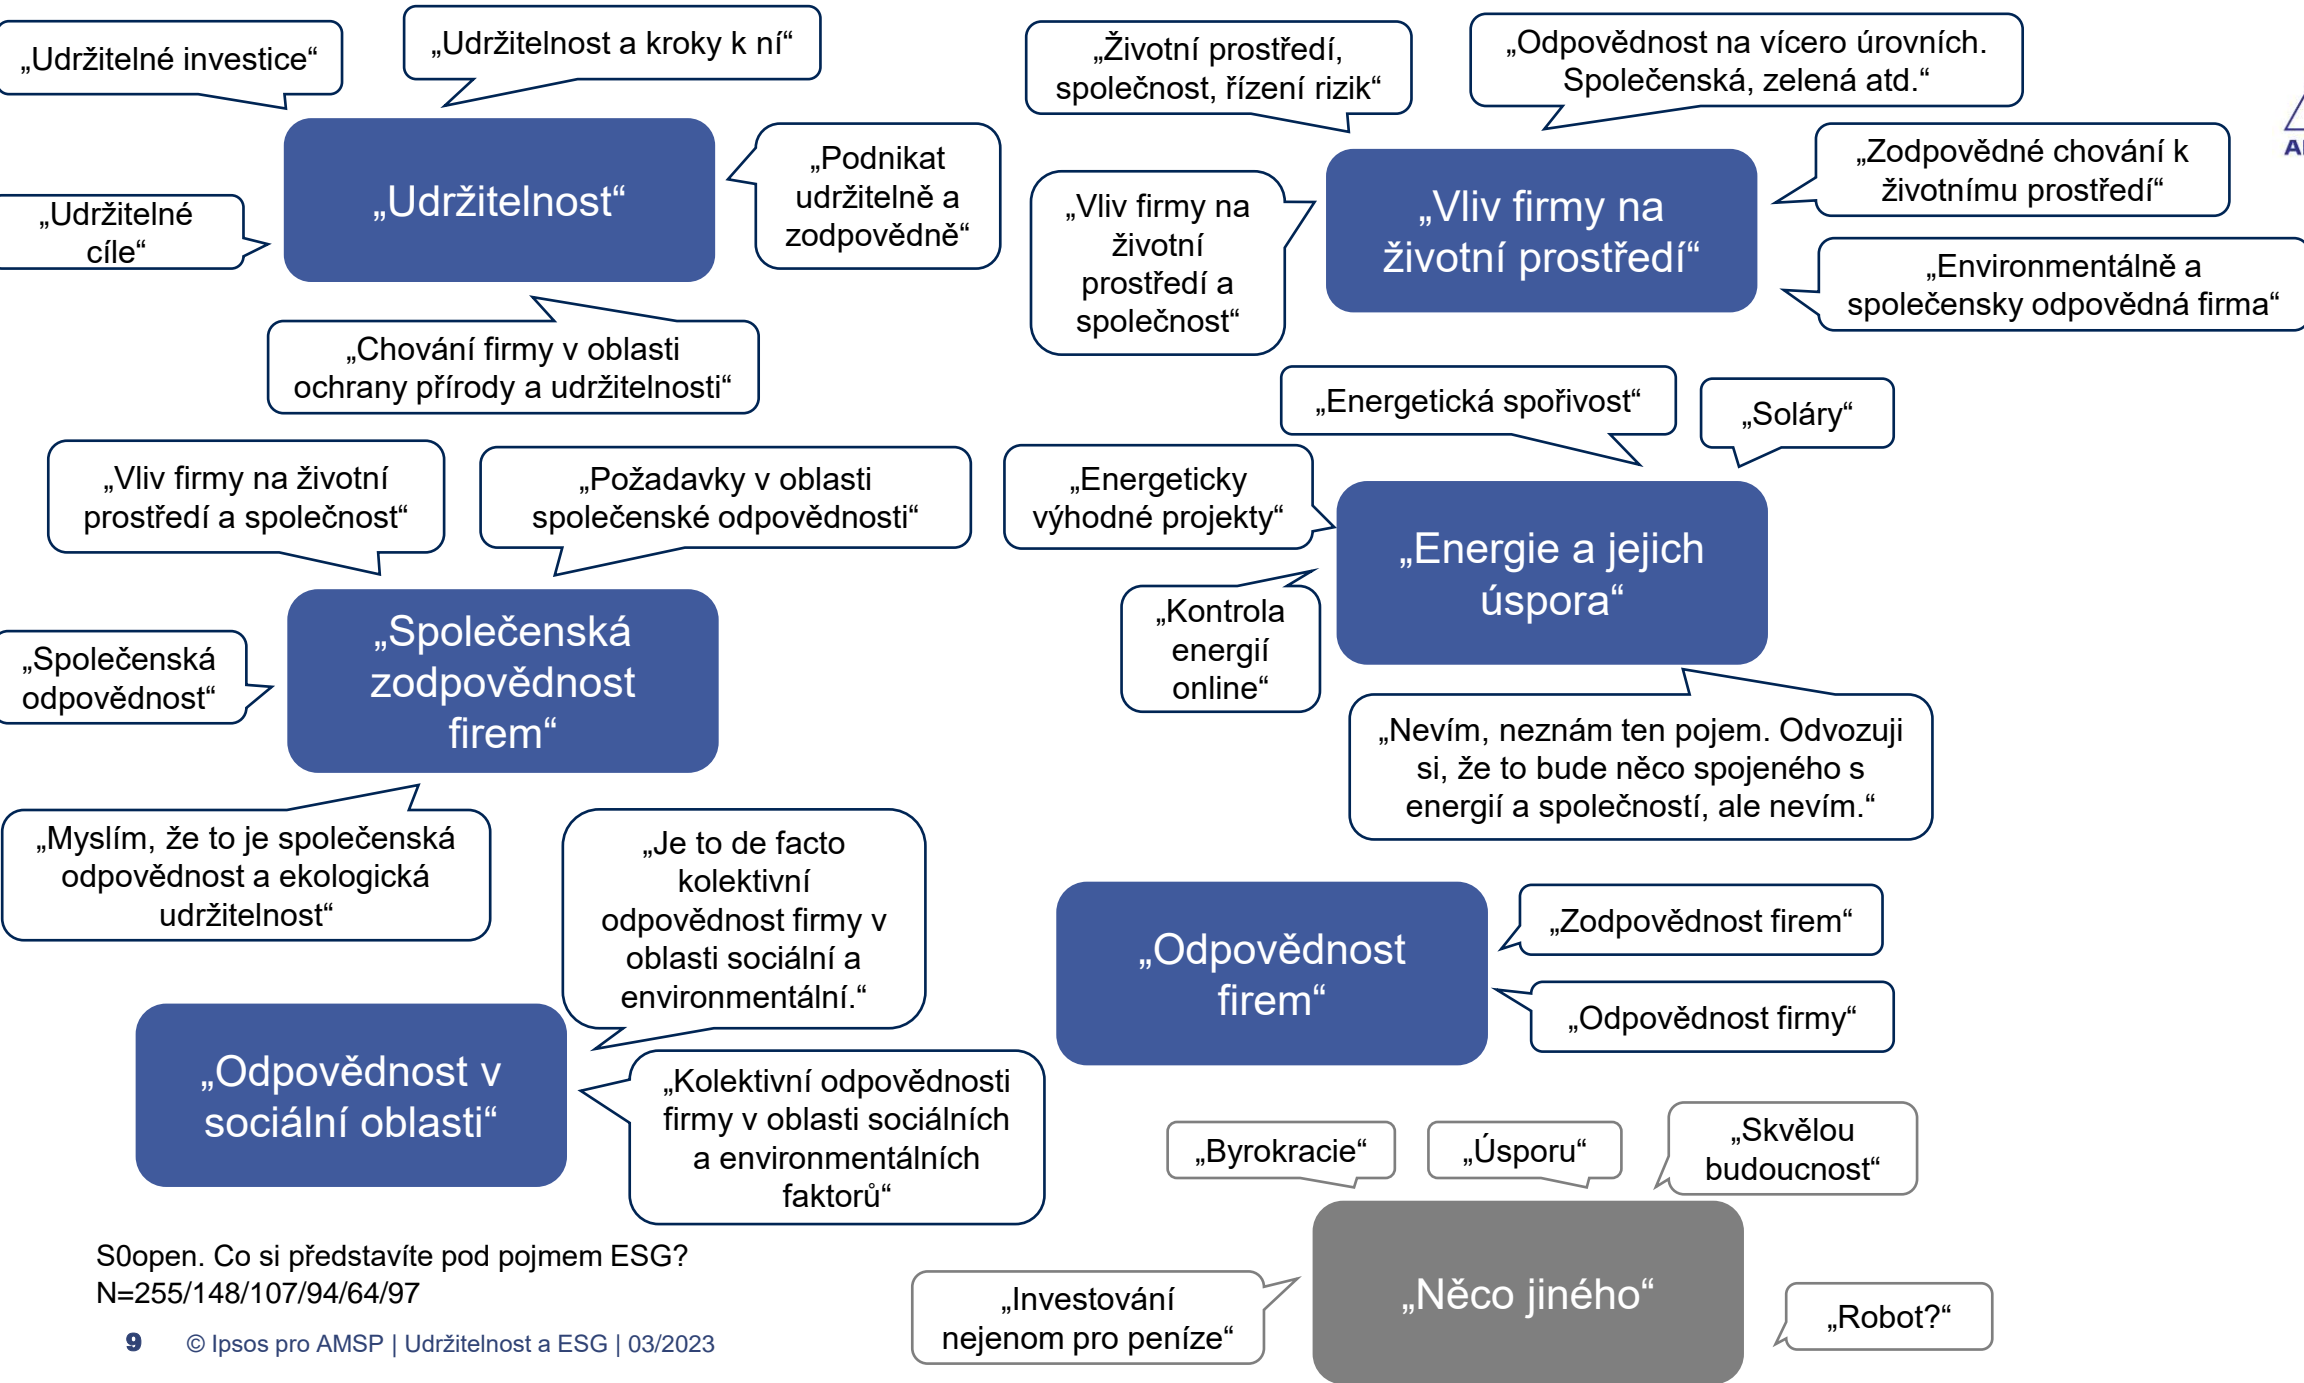 „Udržitelné investice“
„Udržitelnost a kroky k ní“
„Udržitelnost“
„Podnikat
udržitelně a
zodpovědně“
„Udržitelné
cíle“
„Chování firmy v oblasti
ochrany přírody a udržitelnosti“
„Životní prostředí,
společnost, řízení rizik“
„Odpovědnost na vícero úrovních.
Společenská, zelená atd.“
„Vliv firmy na
životní
prostředí a
společnost“
„Vliv firmy na
životní prostředí“
„Zodpovědné chování k
životnímu prostředí“
„Environmentálně a
společensky odpovědná firma“
„Vliv firmy na životní
prostředí a společnost“
„Požadavky v oblasti
společenské odpovědnosti“
„Společenská
odpovědnost“
„Společenská
zodpovědnost
firem“
„Myslím, že to je společenská
odpovědnost a ekologická
udržitelnost“
„Energetická spořivost“
„Soláry“
„Energeticky
výhodné projekty“
„Energie a jejich
úspora“
„Kontrola
energií
online“
„Nevím, neznám ten pojem. Odvozuji
si, že to bude něco spojeného s
energií a společností, ale nevím.“
„Je to de facto
kolektivní
odpovědnost firmy v
oblasti sociální a
environmentální.“
„Odpovědnost v
sociální oblasti“
„Kolektivní odpovědnosti
firmy v oblasti sociálních
a environmentálních
faktorů“
„Odpovědnost
firem“
„Zodpovědnost firem“
„Odpovědnost firmy“
„Byrokracie“
„Úsporu“
„Skvělou
budoucnost“
„Investování
nejenom pro peníze“
„Něco jiného“
„Robot?“
S0open. Co si představíte pod pojmem ESG?
N=255/148/107/94/64/97
9 © Ipsos pro AMSP | Udržitelnost a ESG | 03/2023